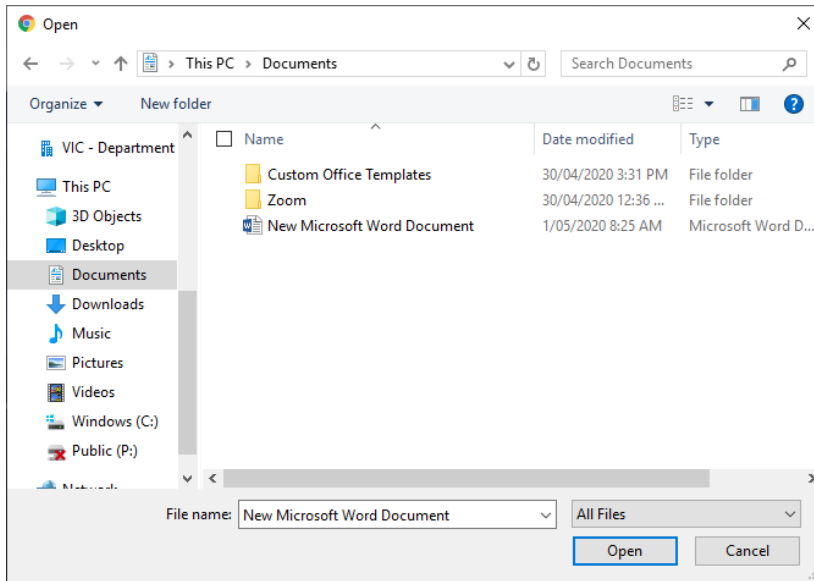 Open
This PC > Documents
Search Documents
Organize
New folder
?
Name
Date modified
Type
VIC - Department
This PC
3D Objects
Desktop
Documents
Downloads
Music
Pictures
Videos
Windows (C:)
Public (P:)
Network
Custom Office Templates 30/04/2020 3:31 PM File folder
Zoom 30/04/2020 12:36 ... File folder
New Microsoft Word Document 1/05/2020 8:25 AM Microsoft Word D...
File name: New Microsoft Word Document
All Files
Open
Cancel